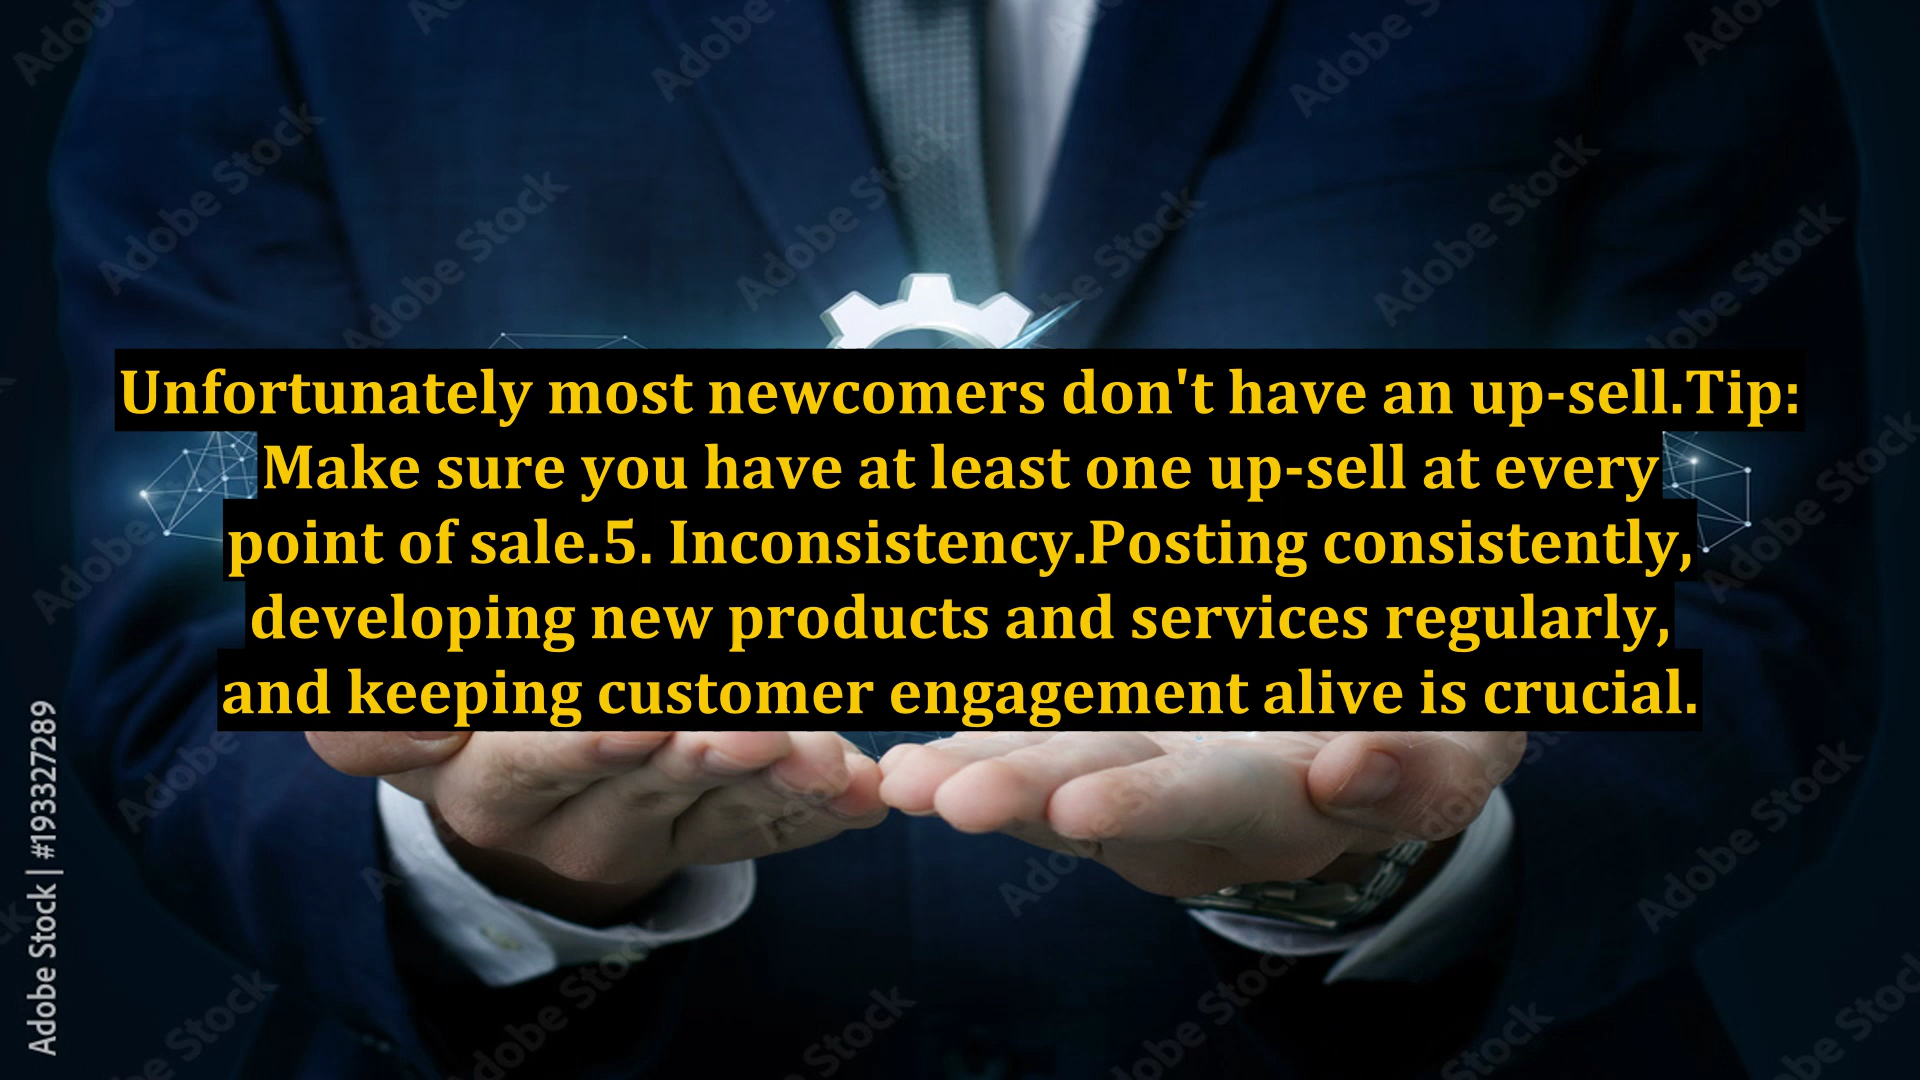 Unfortunately most newcomers don't have an up-sell.Tip:
Make sure you have at least one up-sell at every
point of sale.5. Inconsistency.Posting consistently,
developing new products and services regularly,
and keeping customer engagement alive is crucial.
Adobe Stock | #193327289
Adobe Stock